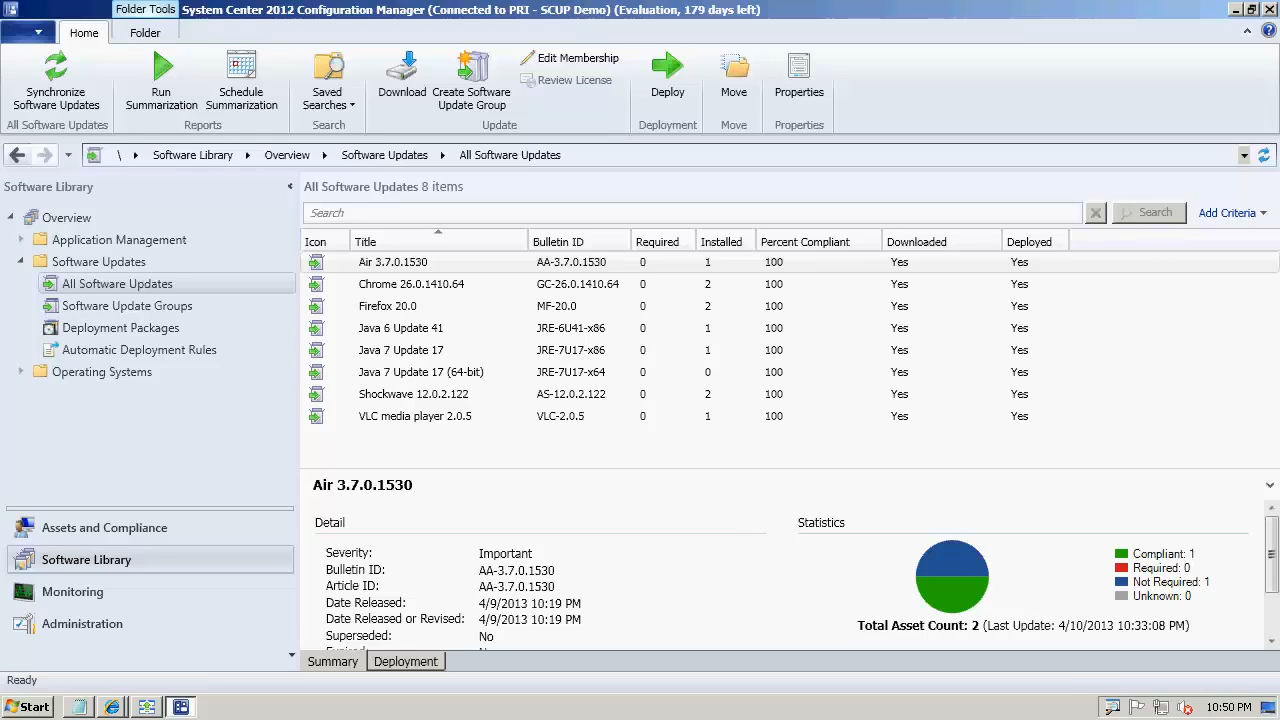 Folder Tools System Center 2012 Configuration Manager (Connected to PRI - SCUP Demo) (Evaluation, 179 days left)
Home Folder
Synchronize Software Updates
Run Summarization
Schedule Summarization
Saved Searches
Download
Create Software Update Group
Edit Membership
Review License
Deploy
Move
Properties
All Software Updates Reports Search Update Deployment Move Properties
\ Software Library Overview Software Updates All Software Updates
Software Library
Overview
Application Management
Software Updates
All Software Updates
Software Update Groups
Deployment Packages
Automatic Deployment Rules
Operating Systems
Assets and Compliance
Software Library
Monitoring
Administration
All Software Updates 8 items
Search Search Add Criteria
Icon Title Bulletin ID Required Installed Percent Compliant Downloaded Deployed
Air 3.7.0.1530 AA-3.7.0.1530 0 1 100 Yes Yes
Chrome 26.0.1410.64 GC-26.0.1410.64 0 2 100 Yes Yes
Firefox 20.0 MF-20.0 0 2 100 Yes Yes
Java 6 Update 41 JRE-6U41-x86 0 1 100 Yes Yes
Java 7 Update 17 JRE-7U17-x86 0 1 100 Yes Yes
Java 7 Update 17 (64-bit) JRE-7U17-x64 0 0 100 Yes Yes
Shockwave 12.0.2.122 AS-12.0.2.122 0 2 100 Yes Yes
VLC media player 2.0.5 VLC-2.0.5 0 1 100 Yes Yes
Air 3.7.0.1530
Detail
Severity: Important
Bulletin ID: AA-3.7.0.1530
Article ID: AA-3.7.0.1530
Date Released: 4/9/2013 10:19 PM
Date Released or Revised: 4/9/2013 10:19 PM
Superseded: No
Statistics
Compliant: 1
Required: 0
Not Required: 1
Unknown: 0
Total Asset Count: 2 (Last Update: 4/10/2013 10:33:08 PM)
Summary Deployment
Ready
Start 10:50 PM